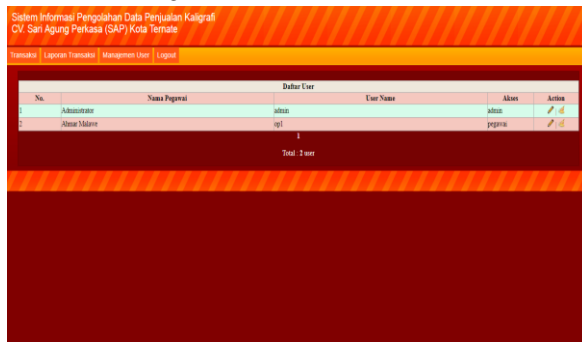 Sistem Informasi Pengolahan Data Penjualan Kaligrafi
CV. Sari Agung Perkasa (SAP) Kota Ternate
Transaksi Laporan Transaksi Manajemen User Logout
Daftar User
No. Nama Pegawai User Name Akses Action
1 Administrator admin admin
2 Ahmar Malawe op1 pegawai
1
Total : 2 user